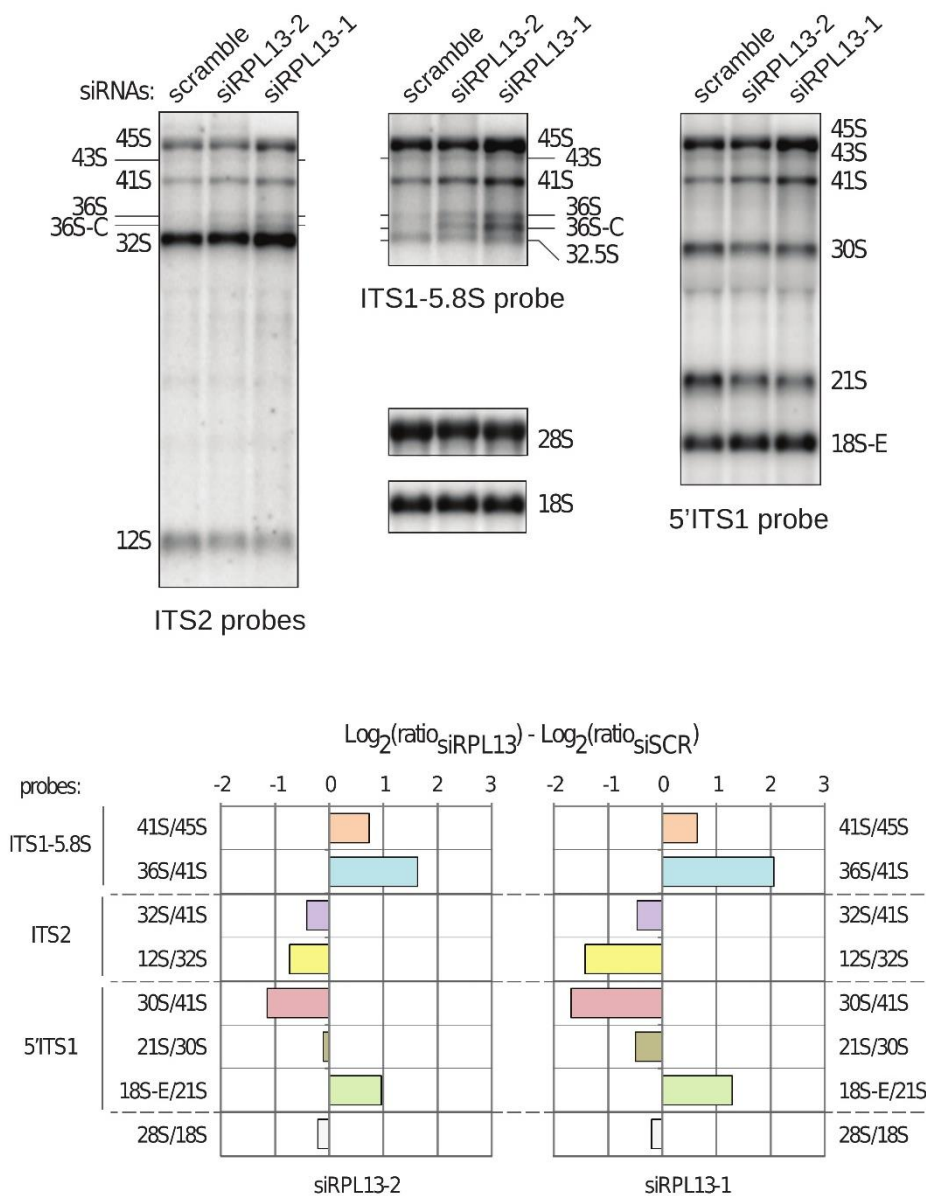 siRNAs:
scramble
siRPL13-2
siRPL13-1
45S
43S
41S
36S
36S-C
32S
12S
ITS2 probes
scramble
siRPL13-2
siRPL13-1
45S
43S
41S
36S
36S-C
32.5S
ITS1-5.8S probe
28S
18S
scramble
siRPL13-2
siRPL13-1
45S
43S
41S
30S
21S
18S-E
5'ITS1 probe
Log2(ratiosiRPL13) - Log2(ratiosiSCR)
probes:
-2 -1 0 1 2 3
-2 -1 0 1 2 3
ITS1-5.8S
41S/45S
41S/45S
36S/41S
36S/41S
ITS2
32S/41S
32S/41S
12S/32S
12S/32S
5'ITS1
30S/41S
30S/41S
21S/30S
21S/30S
18S-E/21S
18S-E/21S
28S/18S
28S/18S
siRPL13-2
siRPL13-1